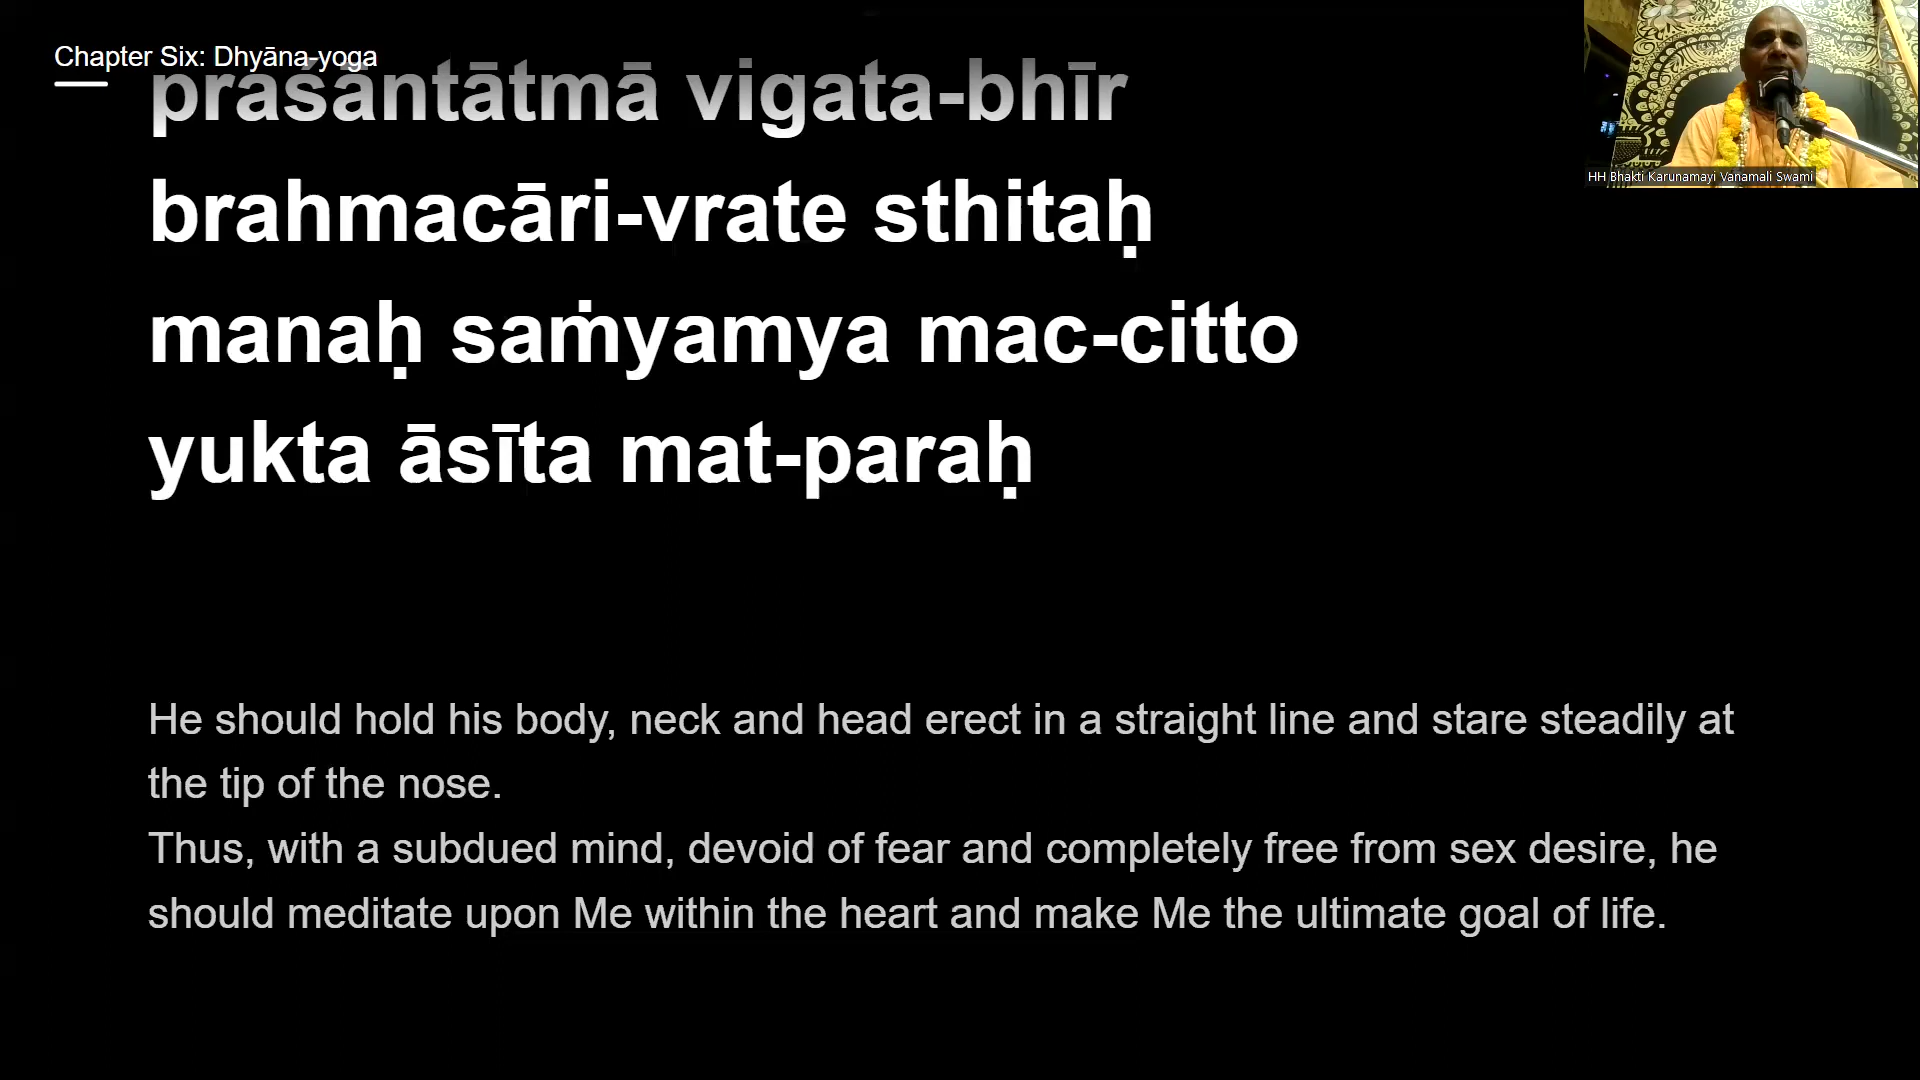 Chapter Six: Dhyāna-yoga
praśāntātmā vigata-bhīr
brahmacāri-vrate sthitaḥ
manaḥ saṁyamya mac-citto
yukta āsīta mat-paraḥ
He should hold his body, neck and head erect in a straight line and stare steadily at
the tip of the nose.
Thus, with a subdued mind, devoid of fear and completely free from sex desire, he
should meditate upon Me within the heart and make Me the ultimate goal of life.
HH Bhakti Karunamayi Vanamali Swami